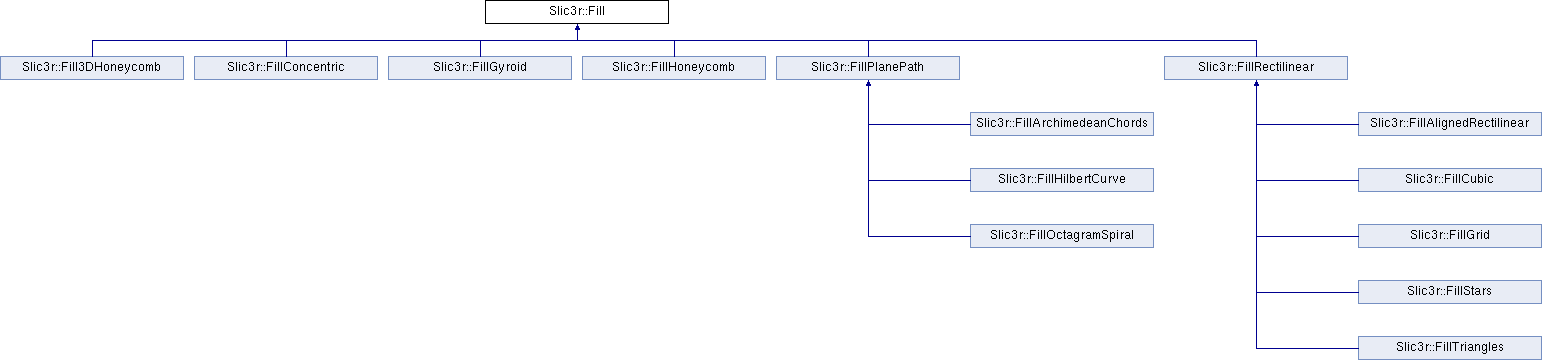 Slic3r::Fill
Slic3r::Fill3DHoneycomb
Slic3r::FillConcentric
Slic3r::FillGyroid
Slic3r::FillHoneycomb
Slic3r::FillPlanePath
Slic3r::FillRectilinear
Slic3r::FillArchimedeanChords
Slic3r::FillAlignedRectilinear
Slic3r::FillHilbertCurve
Slic3r::FillCubic
Slic3r::FillOctagramSpiral
Slic3r::FillGrid
Slic3r::FillStars
Slic3r::FillTriangles